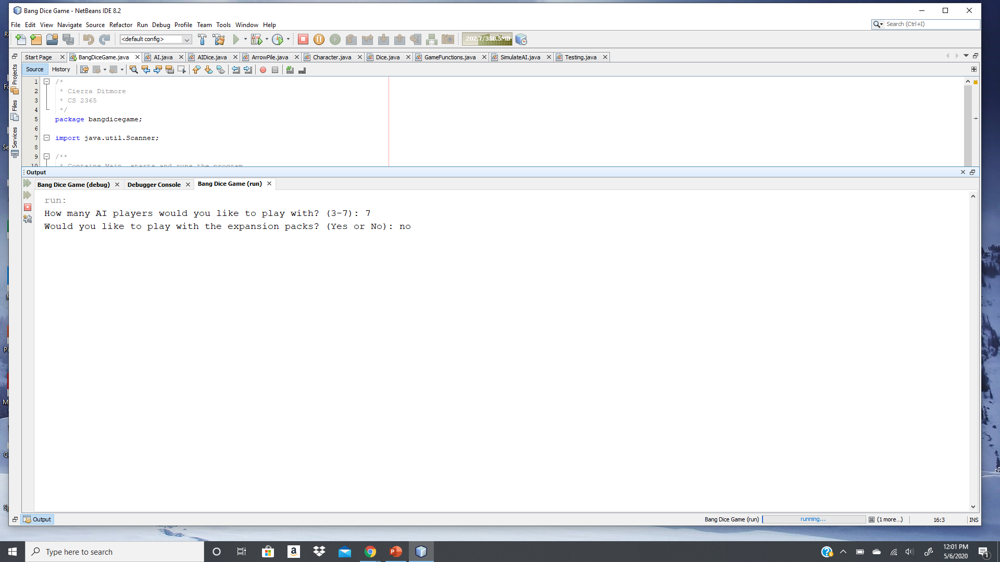 Bang Dice Game - NetBeans IDE 8.2
File Edit View Navigate Source Refactor Run Debug Profile Team Tools Window Help
Search (Ctrl+I)
<default config>
202.7/358.5MB
Start Page BangDiceGame.java AI.java AIDice.java ArrowPile.java Character.java Dice.java GameFunctions.java SimulateAI.java Testing.java
Source History
Projects
Files
Services
1 /*
2 * Cierra Ditmore
3 * CS 2365
4 */
5 package bangdicegame;
6
7 import java.util.Scanner;
8
9 /**
10 * Contains Main, starts and runs the program
Output
Bang Dice Game (debug) Debugger Console Bang Dice Game (run)
run:
How many AI players would you like to play with? (3-7): 7
Would you like to play with the expansion packs? (Yes or No): no
Output
Bang Dice Game (run) running... (1 more...) 16:3 INS
Type here to search
12:01 PM
5/6/2020
1